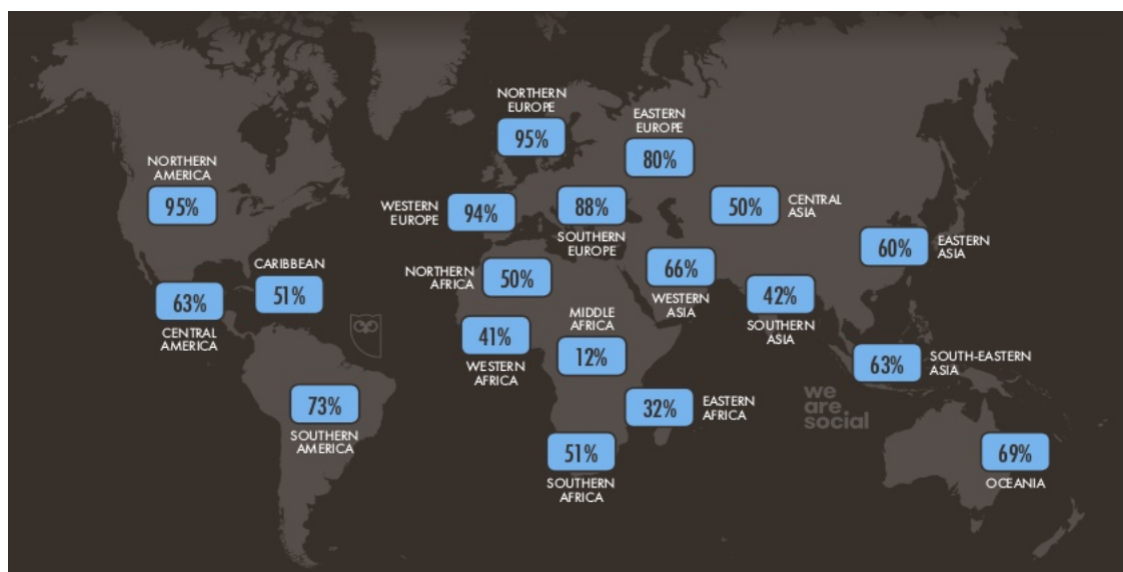 NORTHERN
EUROPE
95%
EASTERN
EUROPE
80%
NORTHERN
AMERICA
95%
WESTERN
EUROPE
94%
88%
SOUTHERN
EUROPE
50%
CENTRAL
ASIA
60%
EASTERN
ASIA
CARIBBEAN
51%
NORTHERN
AFRICA
50%
66%
WESTERN
ASIA
42%
SOUTHERN
ASIA
63%
CENTRAL
AMERICA
41%
WESTERN
AFRICA
MIDDLE
AFRICA
12%
63%
SOUTH-EASTERN
ASIA
we
are
social
73%
SOUTHERN
AMERICA
32%
EASTERN
AFRICA
51%
SOUTHERN
AFRICA
69%
OCEANIA